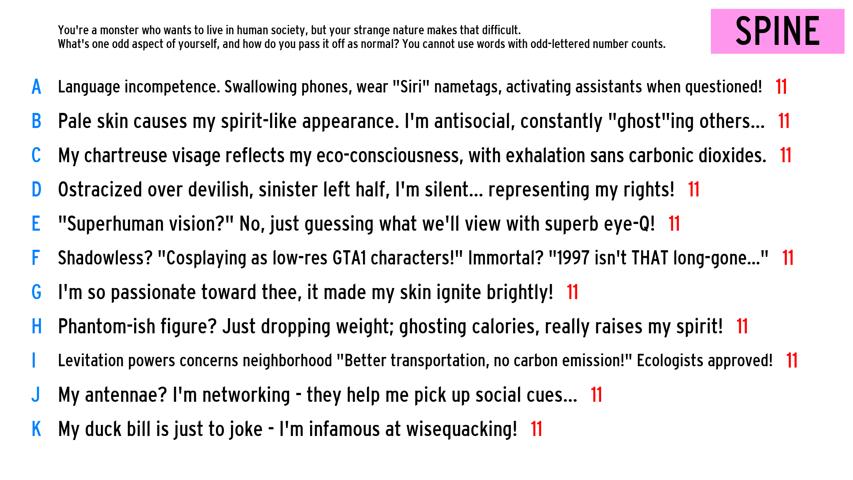 You're a monster who wants to live in human society, but your strange nature makes that difficult.
What's one odd aspect of yourself, and how do you pass it off as normal? You cannot use words with odd-lettered number counts.
SPINE
A Language incompetence. Swallowing phones, wear "Siri" nametags, activating assistants when questioned! 11
B Pale skin causes my spirit-like appearance. I'm antisocial, constantly "ghost"ing others... 11
C My chartreuse visage reflects my eco-consciousness, with exhalation sans carbonic dioxides. 11
D Ostracized over devilish, sinister left half, I'm silent... representing my rights! 11
E "Superhuman vision?" No, just guessing what we'll view with superb eye-Q! 11
F Shadowless? "Cosplaying as low-res GTA1 characters!" Immortal? "1997 isn't THAT long-gone..." 11
G I'm so passionate toward thee, it made my skin ignite brightly! 11
H Phantom-ish figure? Just dropping weight; ghosting calories, really raises my spirit! 11
I Levitation powers concerns neighborhood "Better transportation, no carbon emission!" Ecologists approved! 11
J My antennae? I'm networking - they help me pick up social cues... 11
K My duck bill is just to joke - I'm infamous at wisequacking! 11